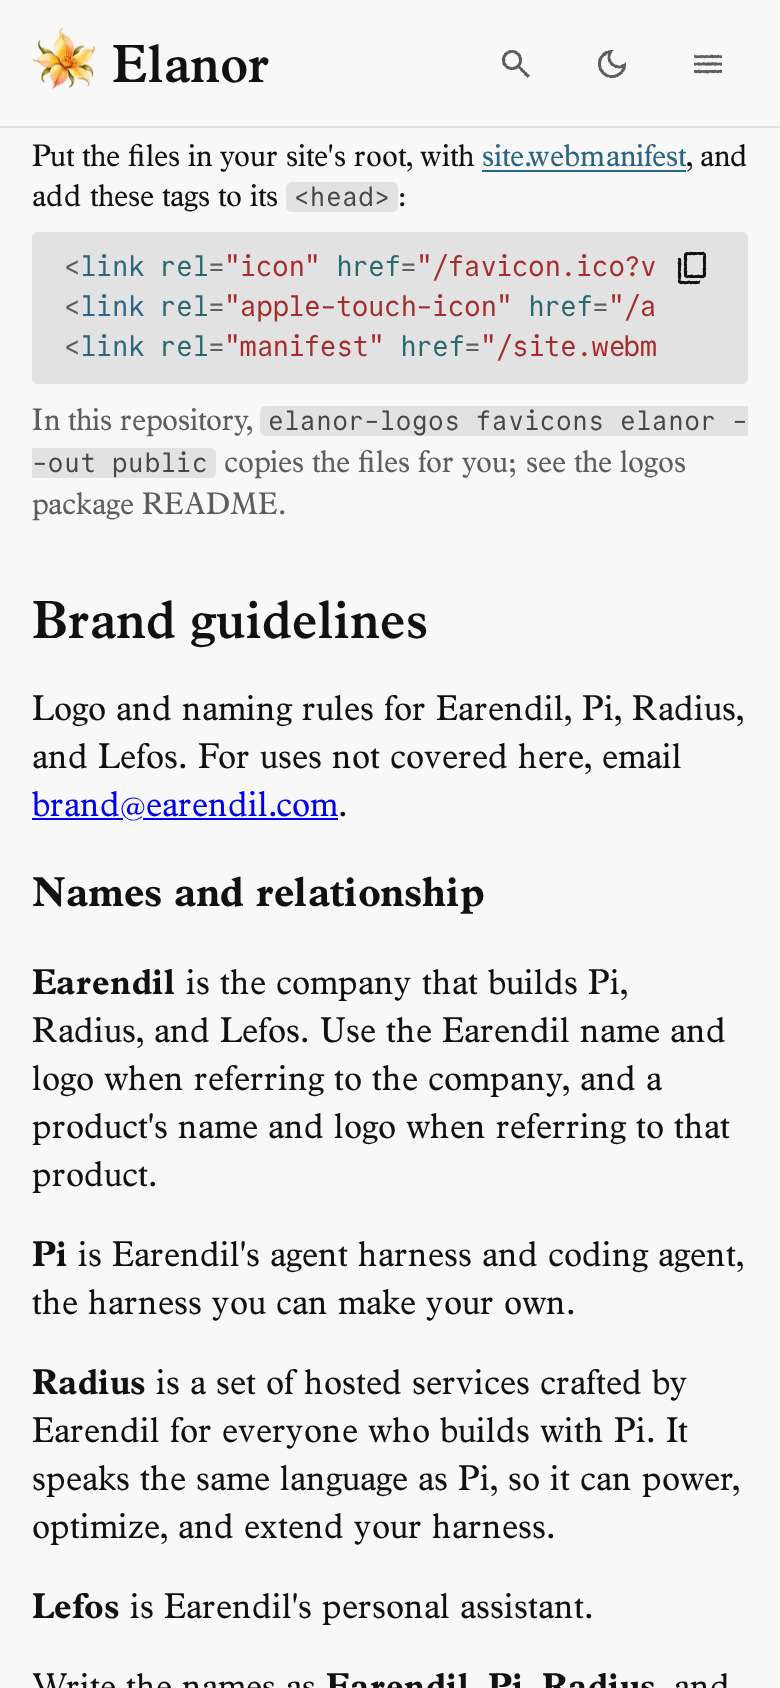 Elanor
Put the files in your site's root, with site.webmanifest, and
add these tags to its <head>:
<link rel="icon" href="/favicon.ico?v
<link rel="apple-touch-icon" href="/a
<link rel="manifest" href="/site.webm
In this repository, elanor-logos favicons elanor -
-out public copies the files for you; see the logos
package README.
Brand guidelines
Logo and naming rules for Earendil, Pi, Radius,
and Lefos. For uses not covered here, email
brand@earendil.com.
Names and relationship
Earendil is the company that builds Pi,
Radius, and Lefos. Use the Earendil name and
logo when referring to the company, and a
product's name and logo when referring to that
product.
Pi is Earendil's agent harness and coding agent,
the harness you can make your own.
Radius is a set of hosted services crafted by
Earendil for everyone who builds with Pi. It
speaks the same language as Pi, so it can power,
optimize, and extend your harness.
Lefos is Earendil's personal assistant.
Write the names as Earendil, Pi, Radius, and